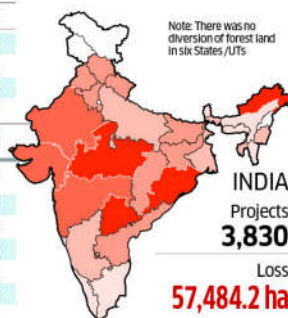 Note: There was no
diversion of forest land
in six States /UTs
INDIA
Projects
3,830
Loss
57,484.2 ha